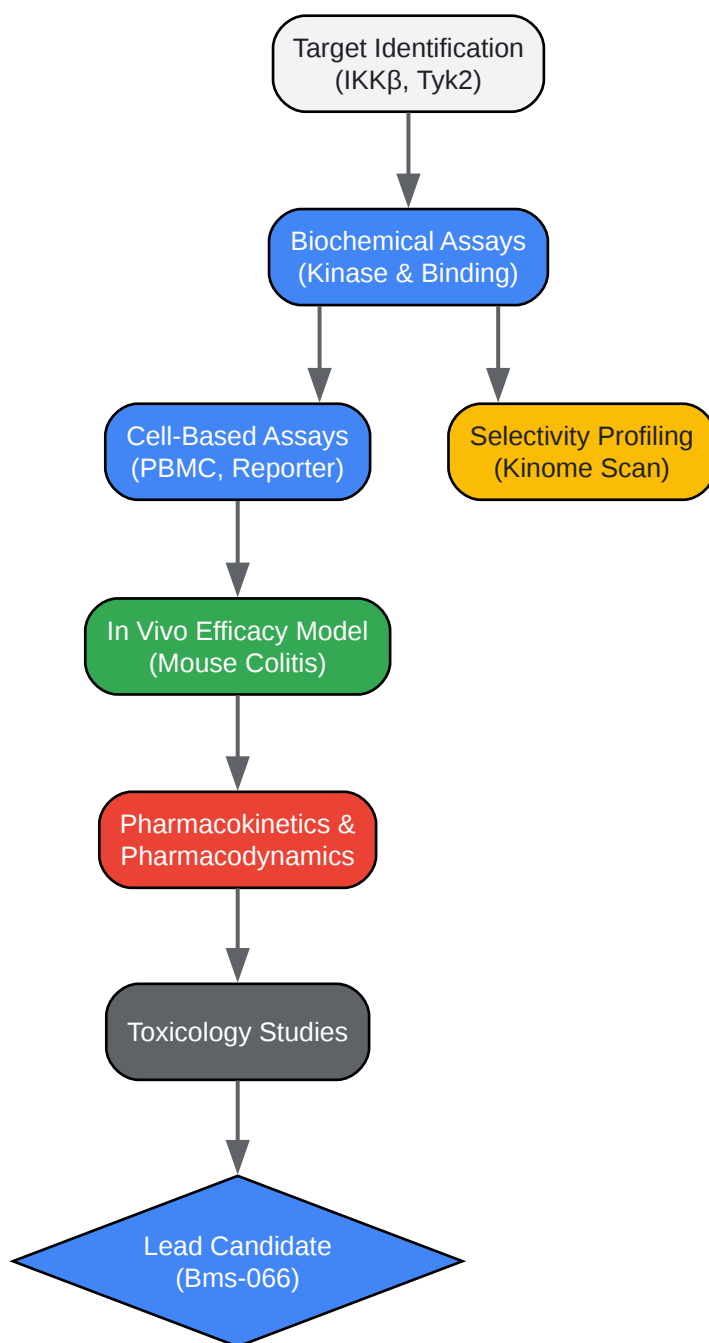 Target Identification
(IKKβ, Tyk2)
Biochemical Assays
(Kinase & Binding)
Cell-Based Assays
(PBMC, Reporter)
Selectivity Profiling
(Kinome Scan)
In Vivo Efficacy Model
(Mouse Colitis)
Pharmacokinetics &
Pharmacodynamics
Toxicology Studies
Lead Candidate
(Bms-066)